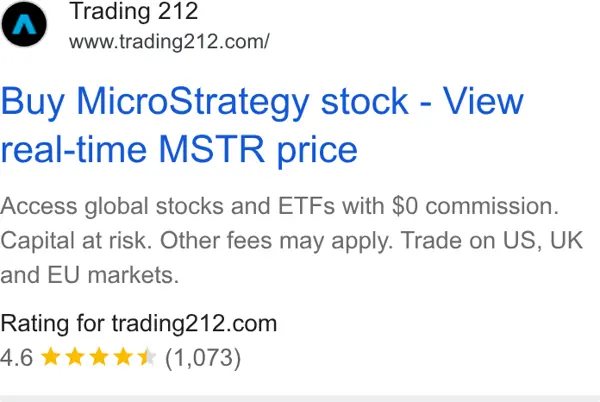 Trading 212
www.trading212.com/
Buy MicroStrategy stock - View
real-time MSTR price
Access global stocks and ETFs with $0 commission.
Capital at risk. Other fees may apply. Trade on US, UK
and EU markets.
Rating for trading212.com
4.6 (1,073)